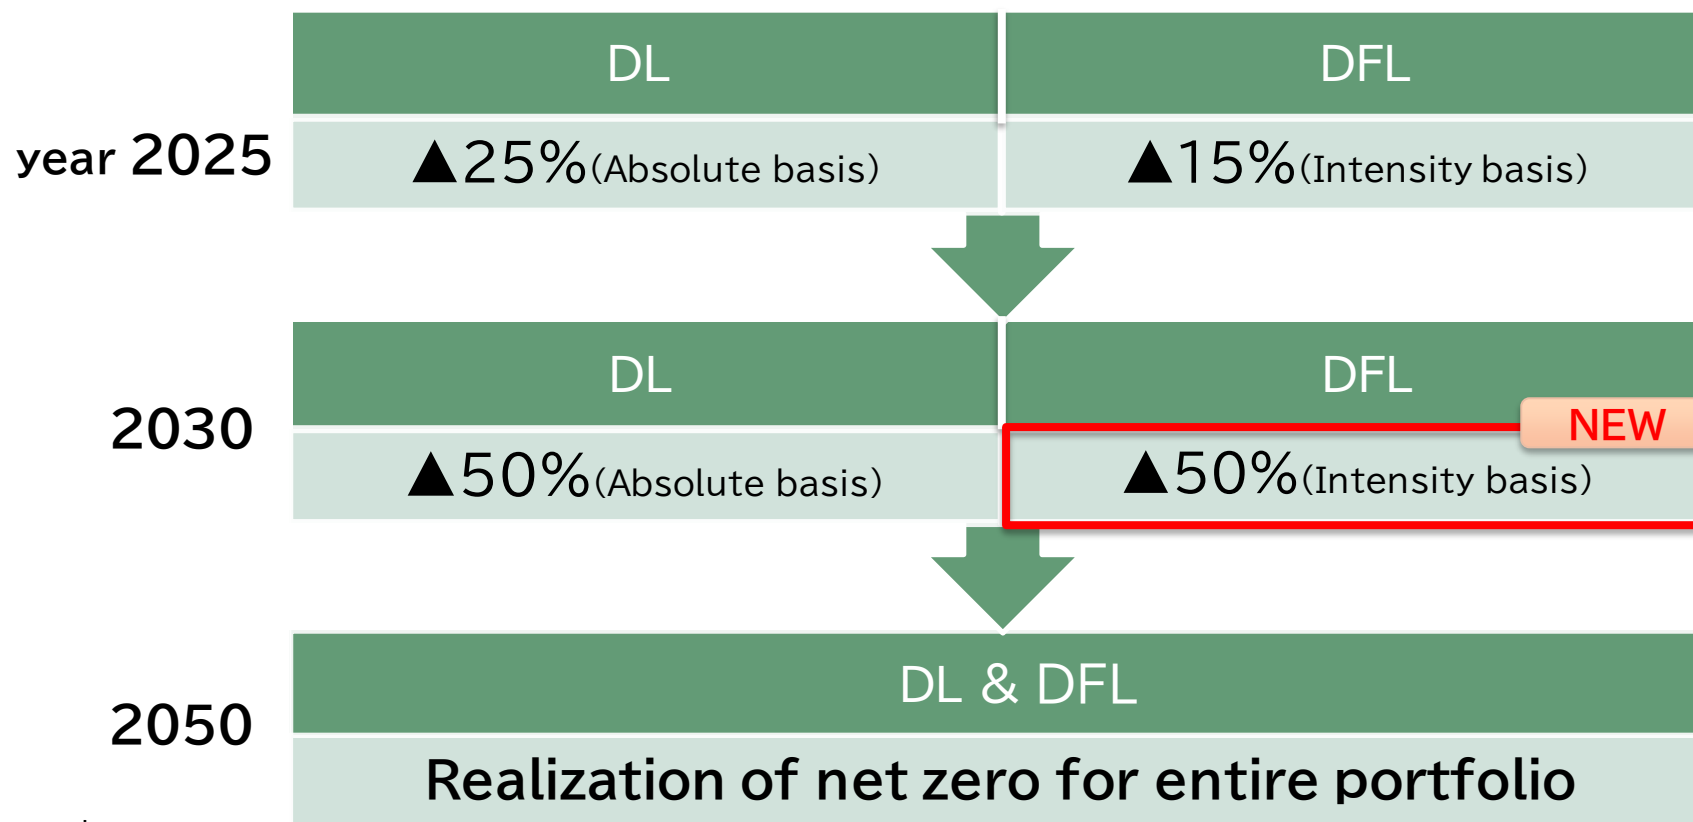 DL
DFL
year 2025
▲25%(Absolute basis)
▲15%(Intensity basis)
DL
DFL
2030
NEW
▲50%(Absolute basis)
▲50%(Intensity basis)
DL & DFL
2050
Realization of net zero for entire portfolio